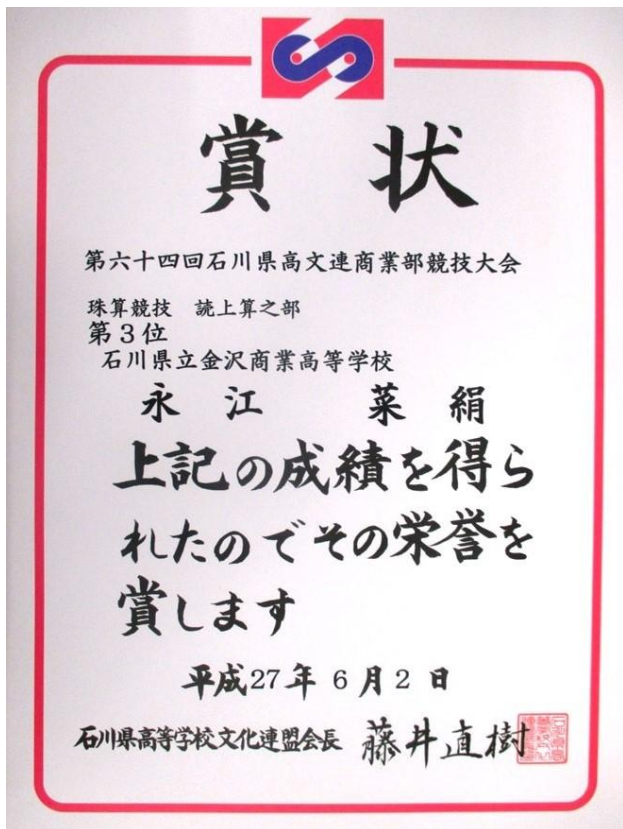 賞状
第六十四回石川県高文連商業部競技大会
珠算競技 読上算之部
第3位
石川県立金沢商業高等学校
永江 菜絹
上記の成績を得ら
れたのでその栄誉を
賞します
平成27年6月2日
石川県高等学校文化連盟会長 藤井直樹